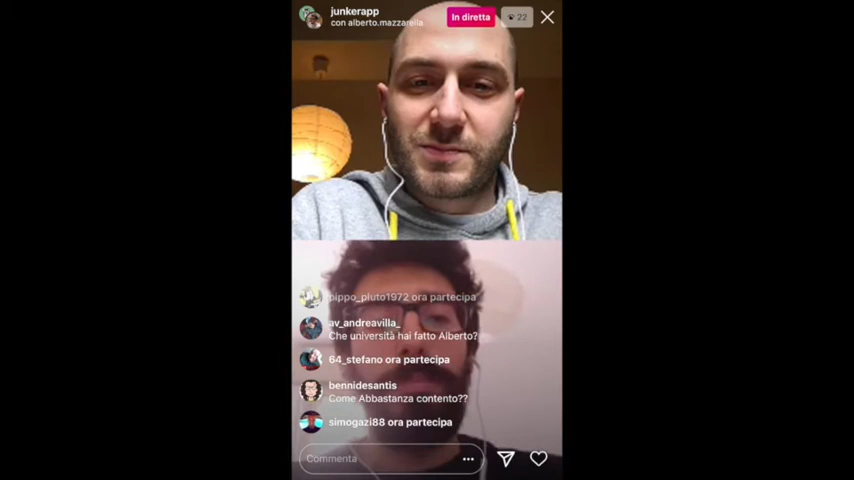 junkerapp
con alberto.mazzarella
In diretta
22
pippo_pluto1972 ora partecipa
av_andreavilla_
Che università hai fatto Alberto?
64_stefano ora partecipa
bennidesantis
Come Abbastanza contento??
simogazi88 ora partecipa
Commenta